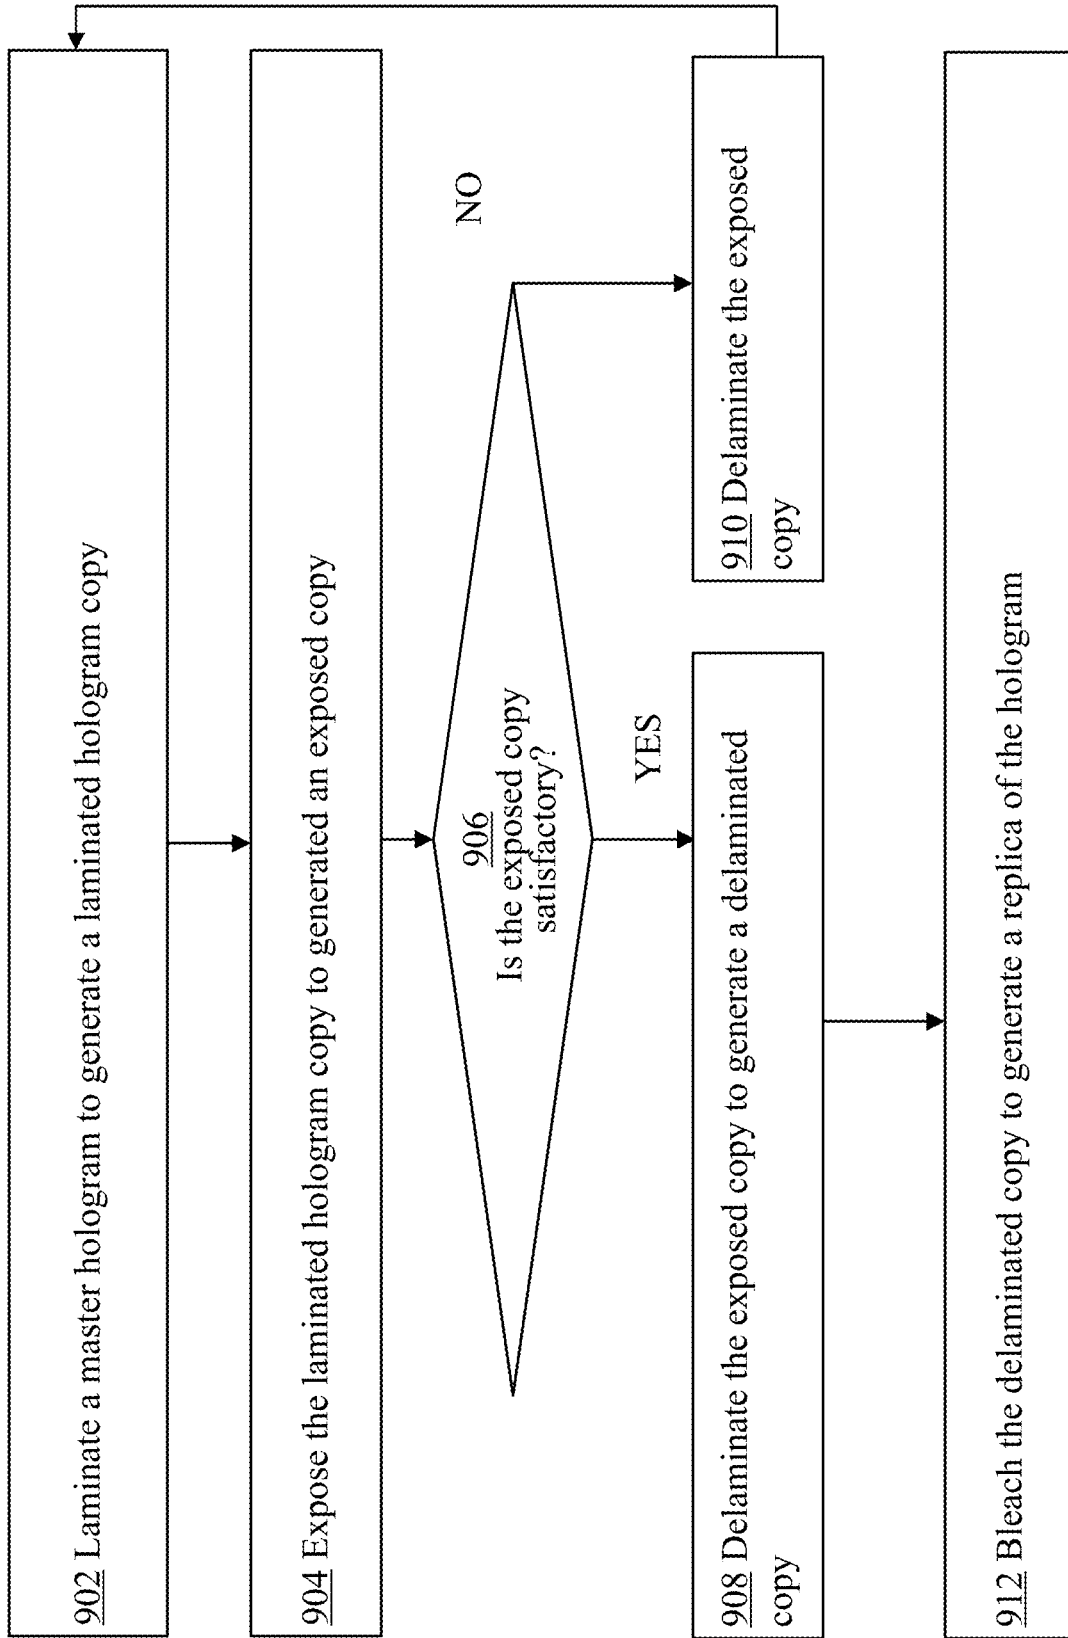 902 Laminate a master hologram to generate a laminated hologram copy
904 Expose the laminated hologram copy to generated an exposed copy
906
Is the exposed copy
satisfactory?
NO
YES
908 Delaminate the exposed copy to generate a delaminated
copy
910 Delaminate the exposed
copy
912 Bleach the delaminated copy to generate a replica of the hologram